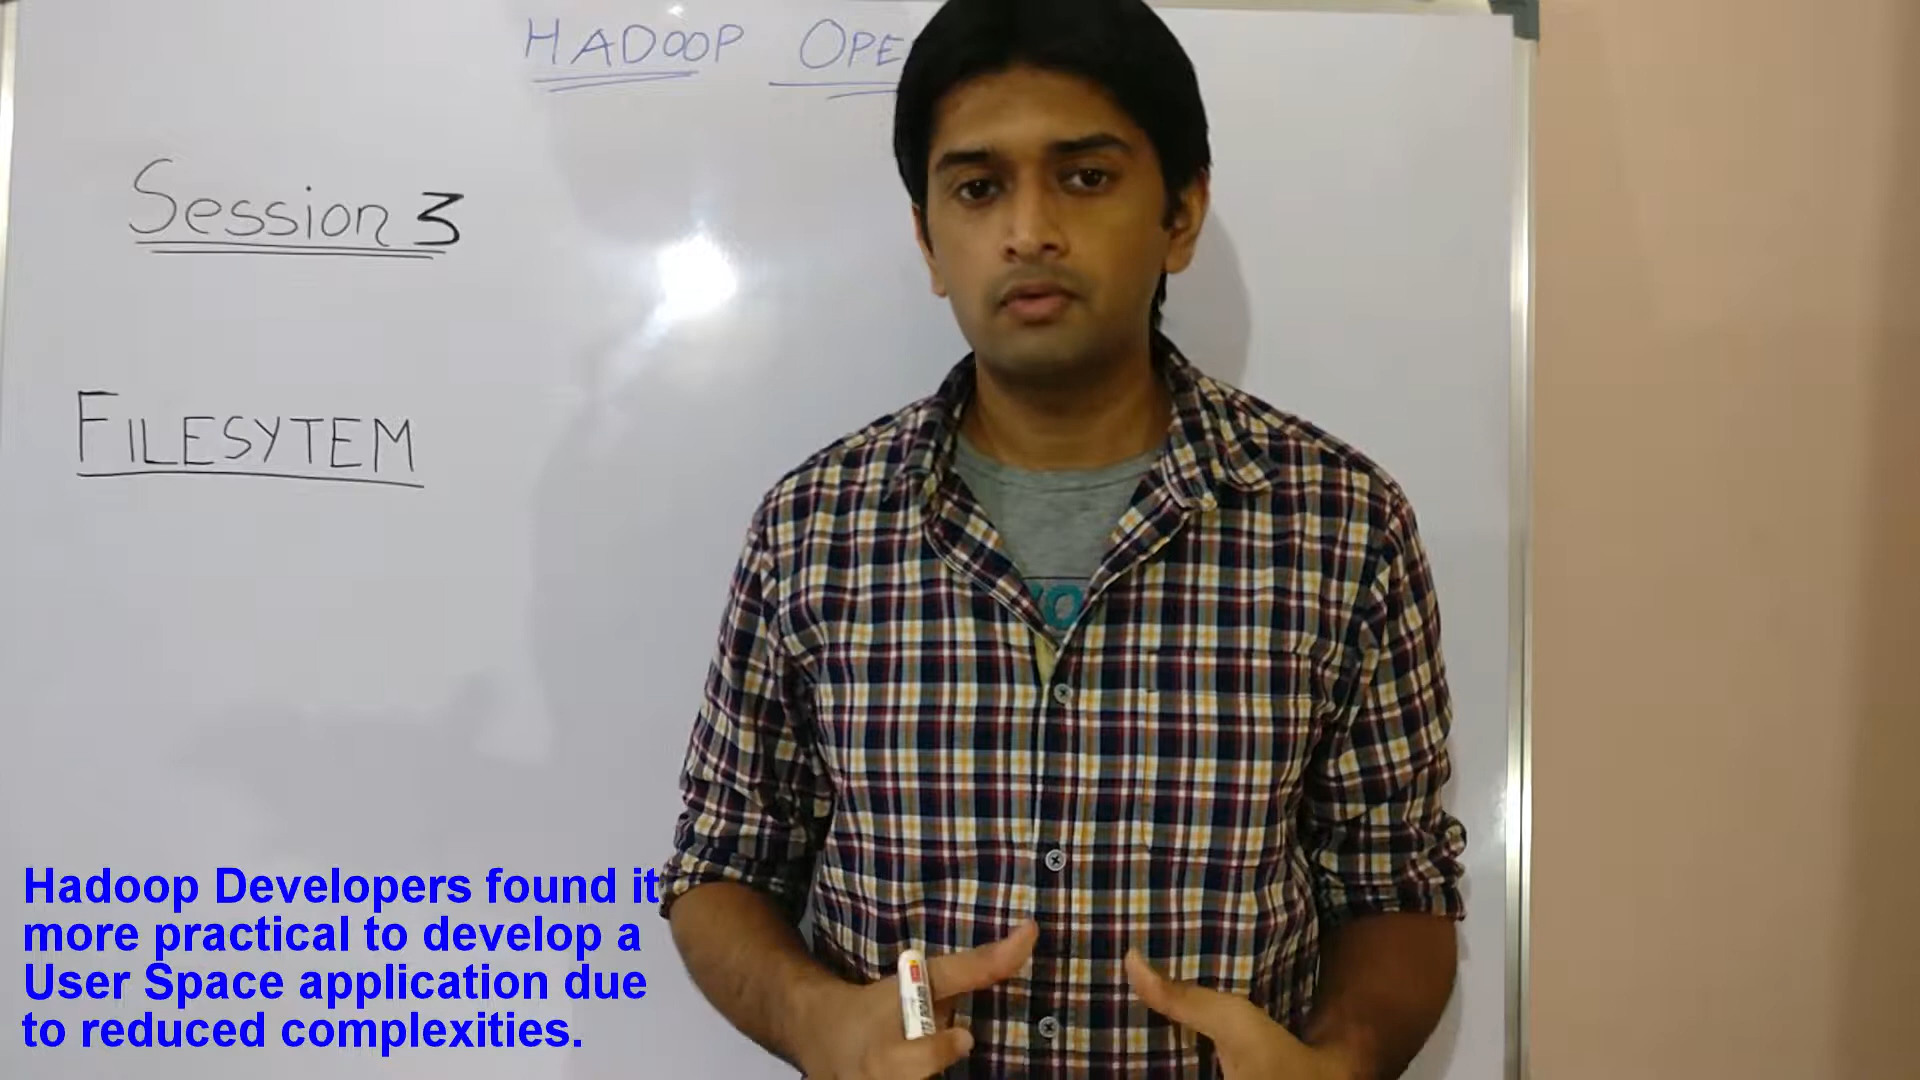 HADOOP OPE
Session 3
FILESYTEM
Hadoop Developers found it
more practical to develop a
User Space application due
to reduced complexities.